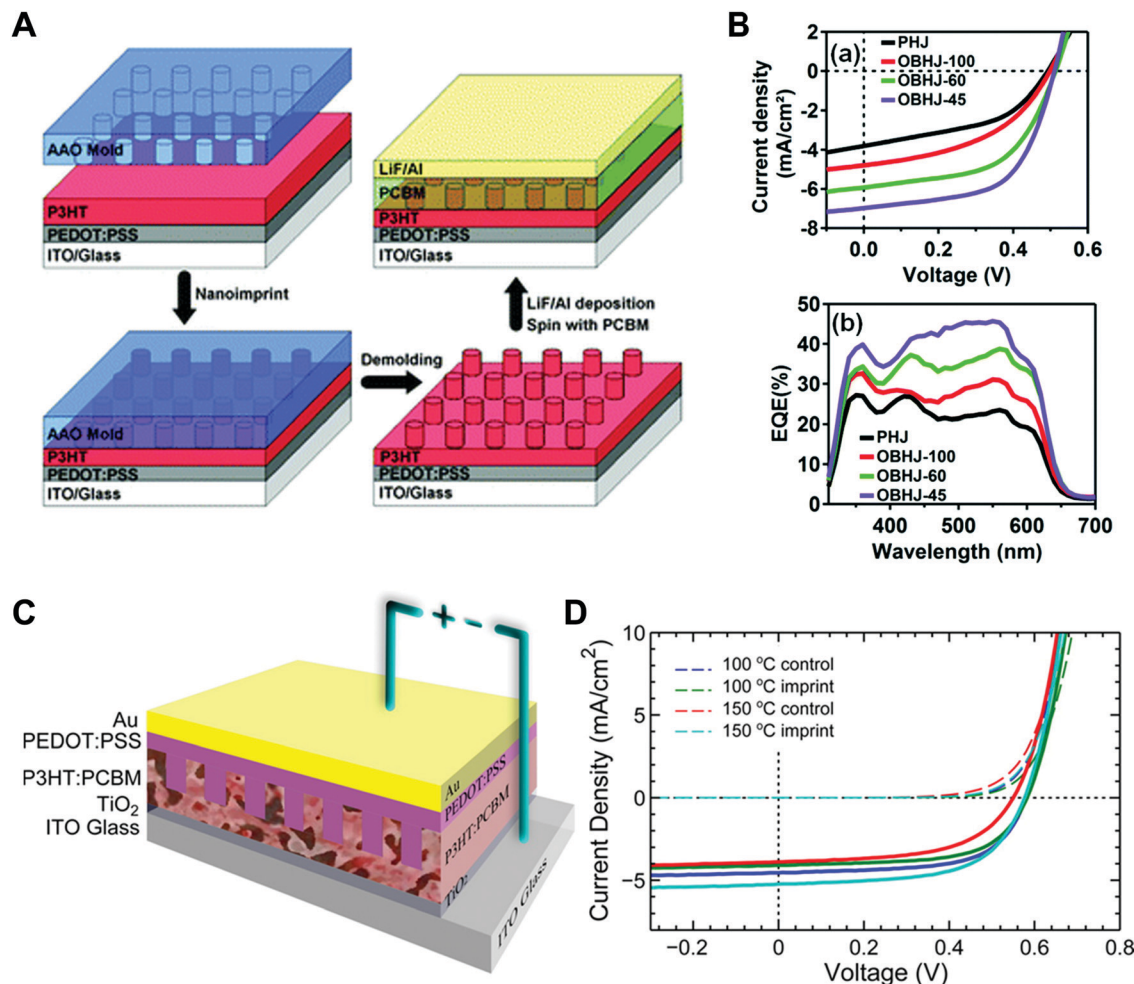 A
AAO Mold
P3HT
PEDOT:PSS
ITO/Glass
Nanoimprint
AAO Mold
P3HT
PEDOT:PSS
ITO/Glass
Demolding
P3HT
PEDOT:PSS
ITO/Glass
LiF/Al deposition
Spin with PCBM
LiF/Al
PCBM
P3HT
PEDOT:PSS
ITO/Glass
B
(a)
PHJ
OBHJ-100
OBHJ-60
OBHJ-45
Current density
(mA/cm²)
2
0
-2
-4
-6
-8
0.0 0.2 0.4 0.6
Voltage (V)
(b)
EQE(%)
50
40
30
20
10
0
PHJ
OBHJ-100
OBHJ-60
OBHJ-45
400 500 600 700
Wavelength (nm)
C
+ -
Au
PEDOT:PSS
P3HT:PCBM
TiO2
ITO Glass
Au
PEDOT:PSS
P3HT:PCBM
TiO2
ITO Glass
D
Current Density (mA/cm2)
10
5
0
−5
100 °C control
100 °C imprint
150 °C control
150 °C imprint
−0.2 0 0.2 0.4 0.6 0.8
Voltage (V)